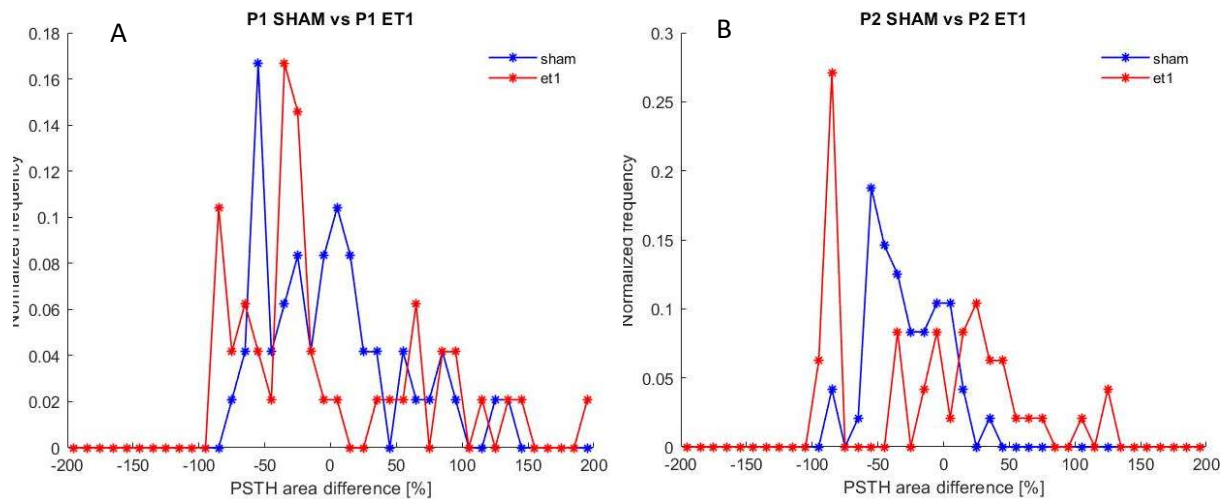 P1 SHAM vs P1 ET1
A
sham
et1
0.18
0.16
0.14
0.12
0.1
0.08
0.06
0.04
0.02
0
Normalized frequency
-200
-150
-100
-50
0
50
100
150
200
PSTH area difference [%]
P2 SHAM vs P2 ET1
B
sham
et1
0.3
0.25
0.2
0.15
0.1
0.05
0
Normalized frequency
-200
-150
-100
-50
0
50
100
150
200
PSTH area difference [%]